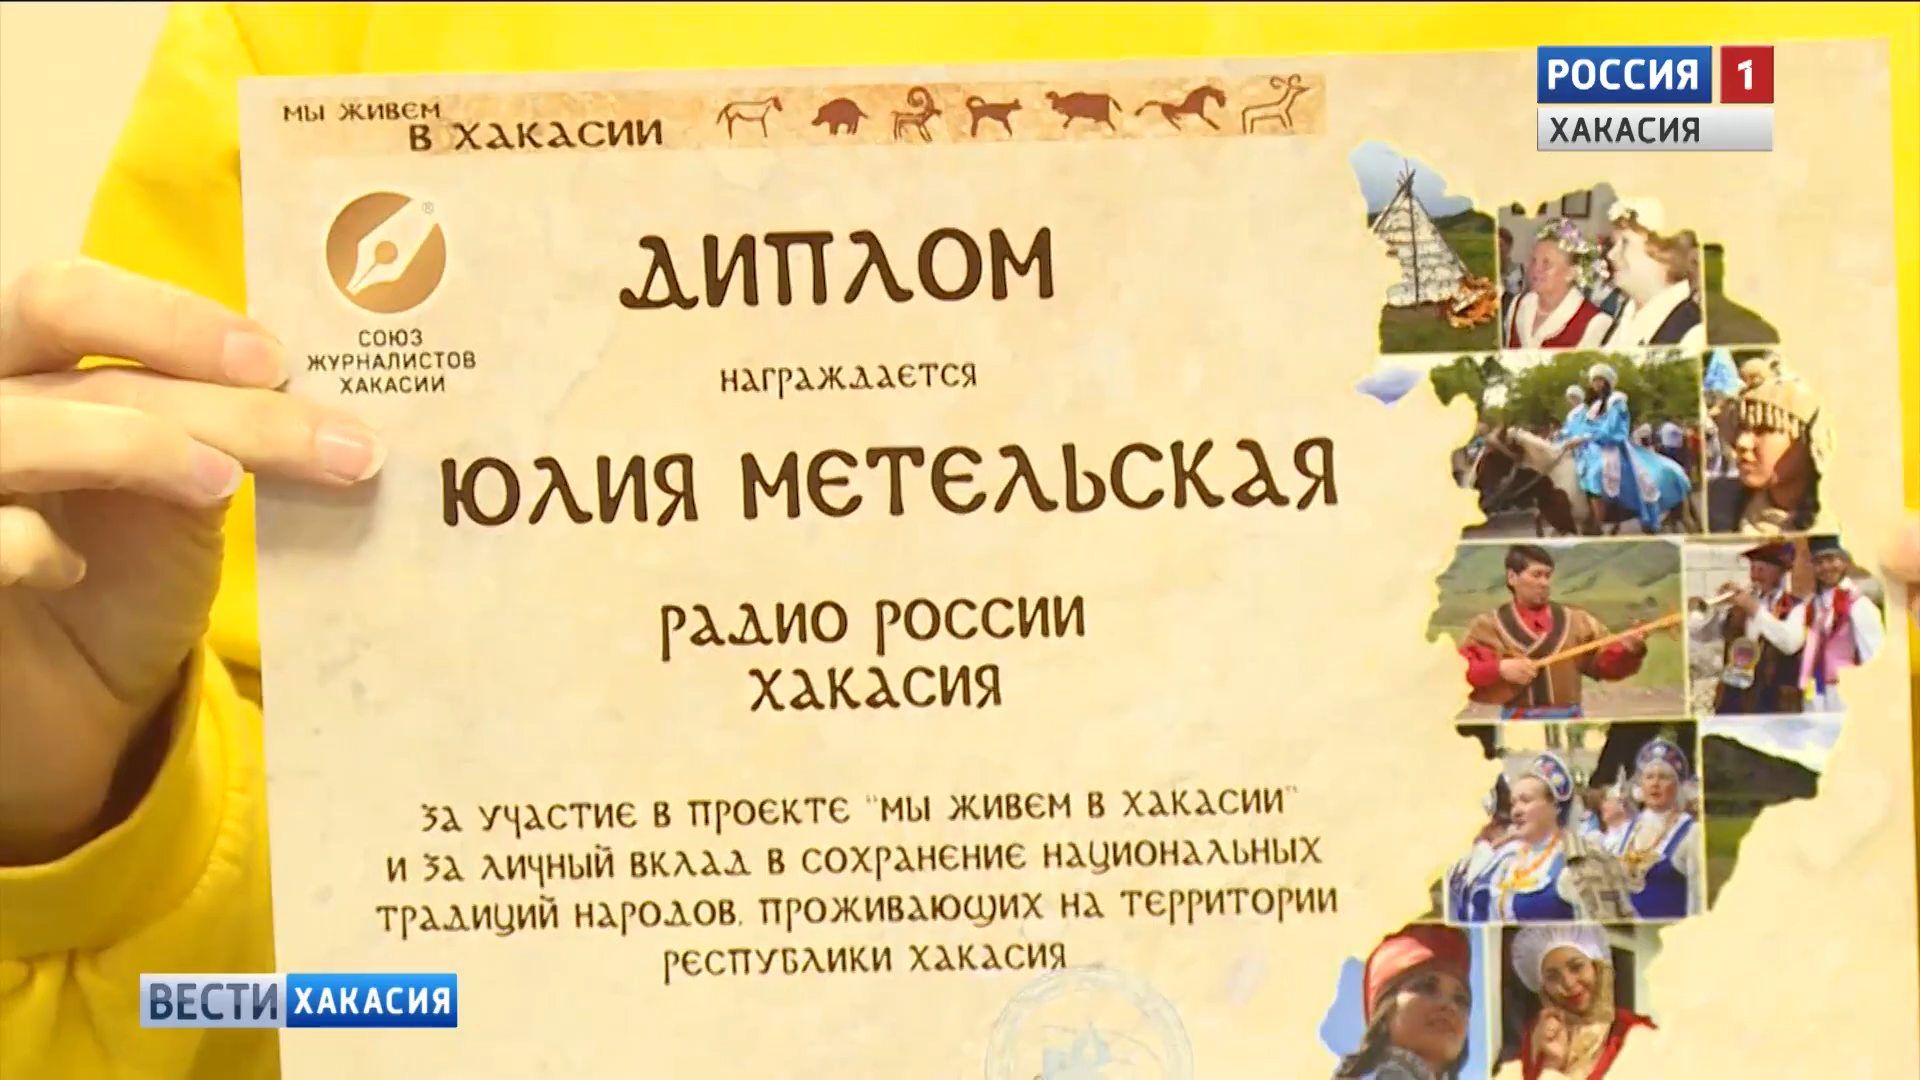 РОССИЯ 1
ХАКАСИЯ
МЫ ЖИВЕМ
В ХАКАСИИ
®
СОЮЗ
ЖУРНАЛИСТОВ
ХАКАСИИ
ДИПЛОМ
НАГРАЖДАЕТСЯ
ЮЛИЯ МЕТЕЛЬСКАЯ
РАДИО РОССИИ
ХАКАСИЯ
ЗА УЧАСТИЕ В ПРОЕКТЕ "МЫ ЖИВЕМ В ХАКАСИИ"
И ЗА ЛИЧНЫЙ ВКЛАД В СОХРАНЕНИЕ НАЦИОНАЛЬНЫХ
ТРАДИЦИЙ НАРОДОВ, ПРОЖИВАЮЩИХ НА ТЕРРИТОРИИ
РЕСПУБЛИКИ ХАКАСИЯ
ВЕСТИ ХАКАСИЯ